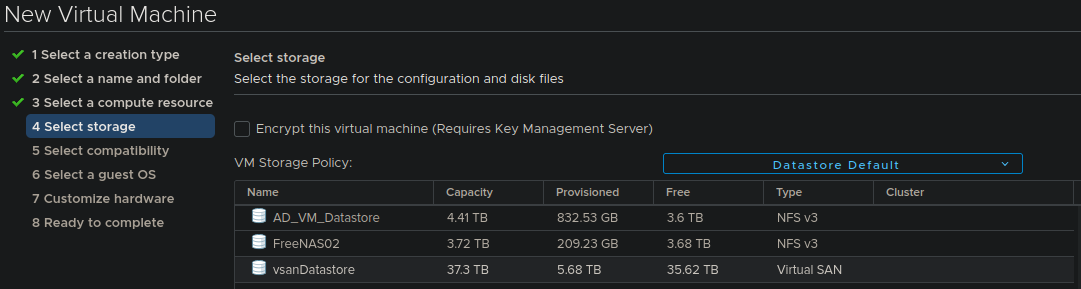 New Virtual Machine
1 Select a creation type
2 Select a name and folder
3 Select a compute resource
4 Select storage
5 Select compatibility
6 Select a guest OS
7 Customize hardware
8 Ready to complete
Select storage
Select the storage for the configuration and disk files
Encrypt this virtual machine (Requires Key Management Server)
VM Storage Policy: Datastore Default
Name Capacity Provisioned Free Type Cluster
AD_VM_Datastore 4.41 TB 832.53 GB 3.6 TB NFS v3
FreeNAS02 3.72 TB 209.23 GB 3.68 TB NFS v3
vsanDatastore 37.3 TB 5.68 TB 35.62 TB Virtual SAN